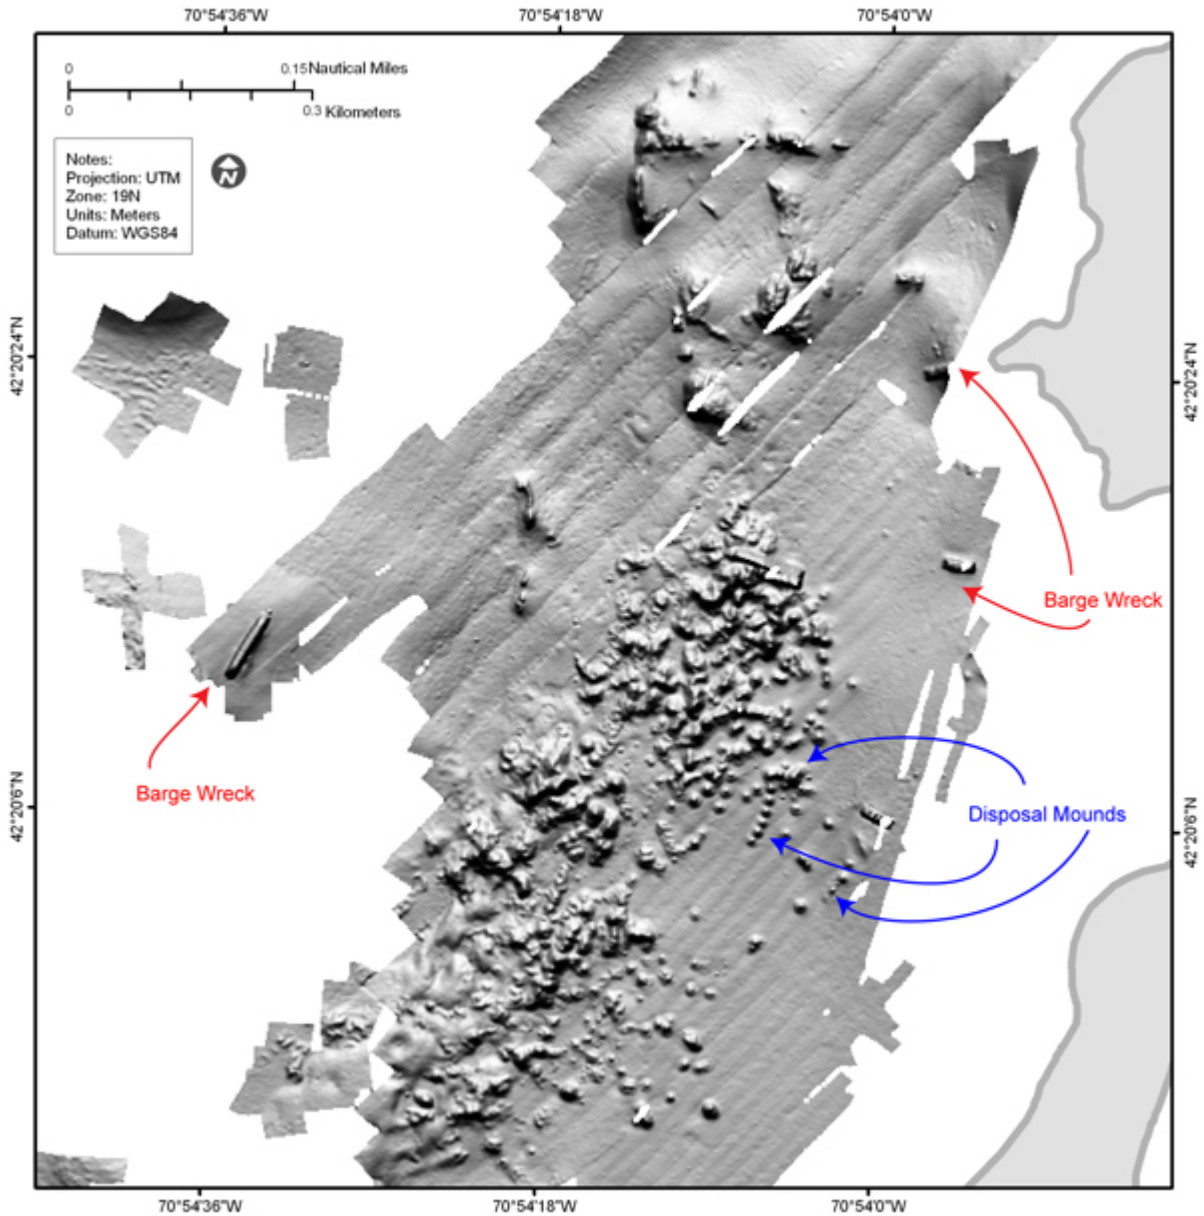 70°54'36"W 70°54'18"W 70°54'0"W
0 0.15 Nautical Miles
0 0.3 Kilometers
Notes:
Projection: UTM
Zone: 19N
Units: Meters
Datum: WGS84
N
42°20'24"N 42°20'24"N
Barge Wreck
Barge Wreck
42°20'6"N 42°20'6"N
Disposal Mounds
70°54'36"W 70°54'18"W 70°54'0"W